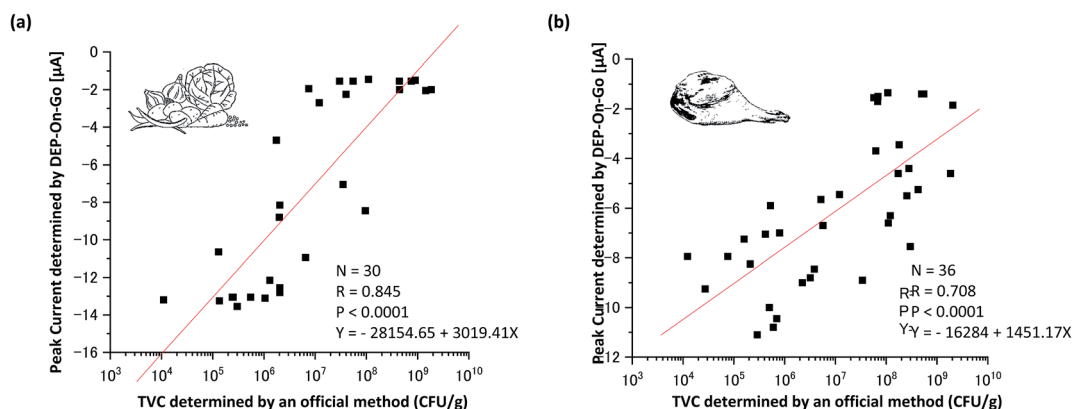 (a)
Peak Current determined by DEP-On-Go [µA]
0
−2
−4
−6
−8
−10
−12
−14
−16
N = 30
R = 0.845
P < 0.0001
Y = - 28154.65 + 3019.41X
10³ 10⁴ 10⁵ 10⁶ 10⁷ 10⁸ 10⁹ 10¹⁰
TVC determined by an official method (CFU/g)
(b)
Peak Current determined by DEP-On-Go [µA]
0
-2
-4
-6
-8
10
12
N = 36
R-R = 0.708
PP < 0.0001
Y-Y = - 16284 + 1451.17X
10³ 10⁴ 10⁵ 10⁶ 10⁷ 10⁸ 10⁹ 10¹⁰
TVC determined by an official method (CFU/g)